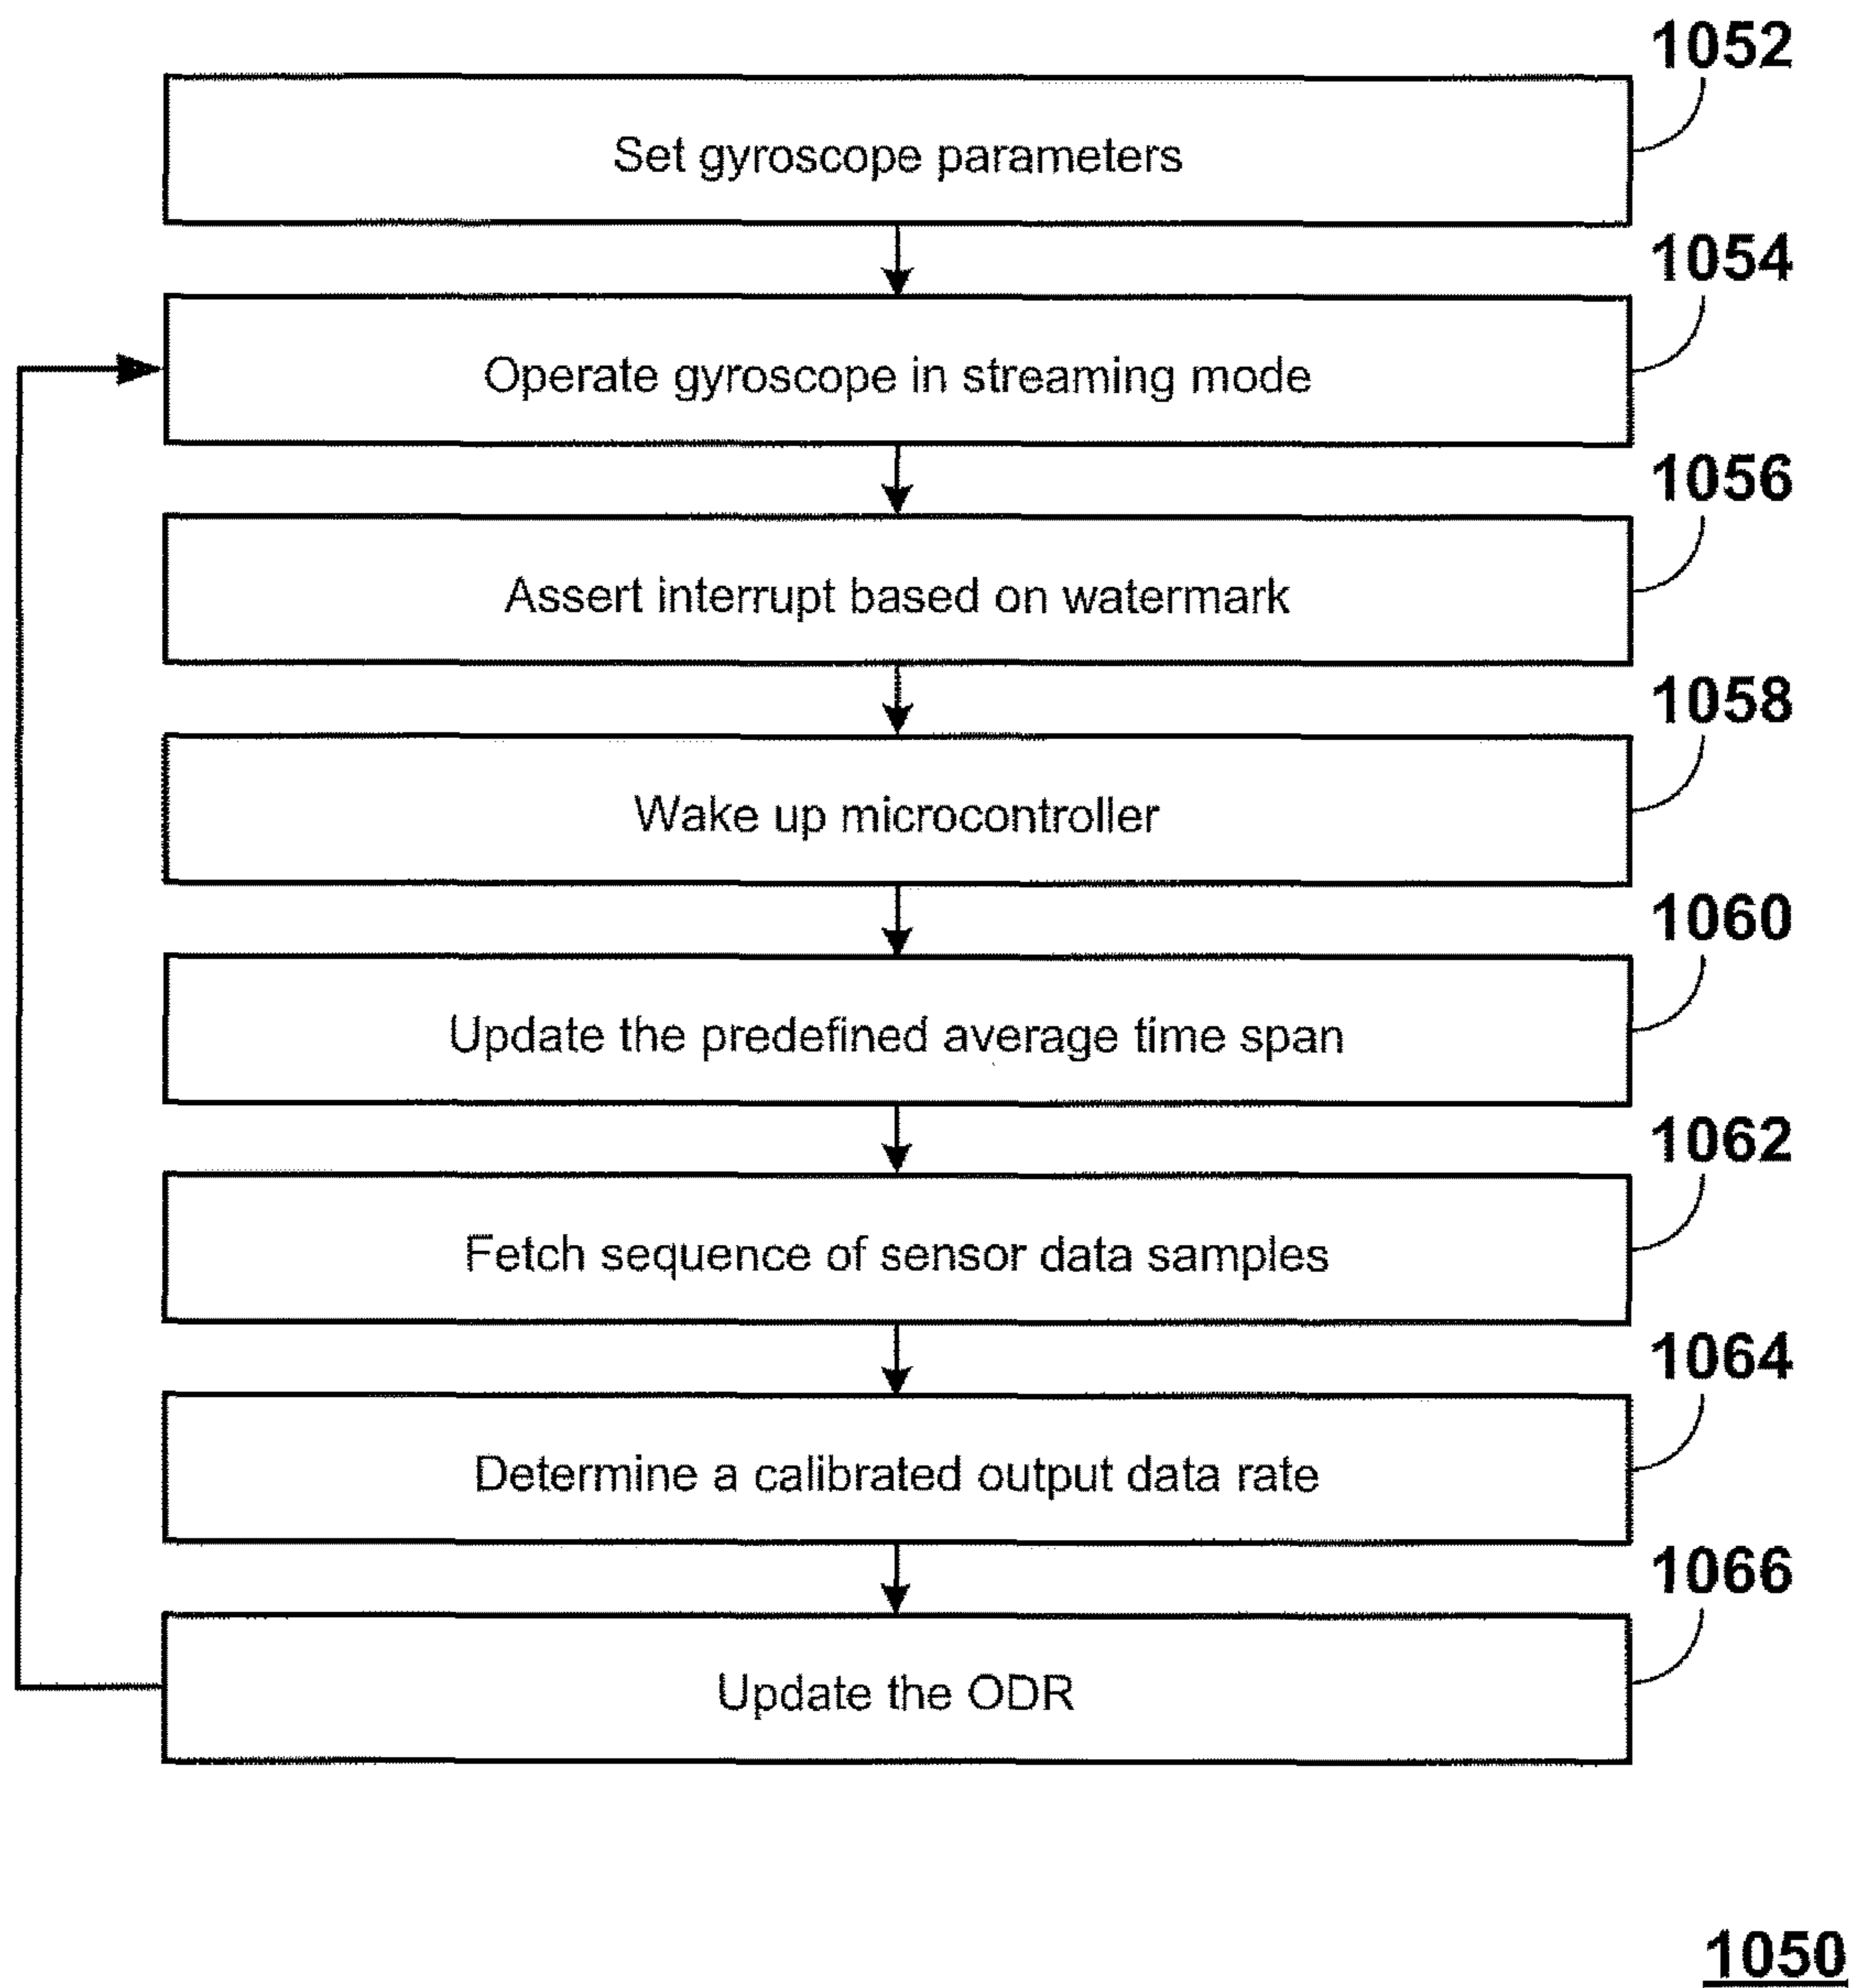 1052
Set gyroscope parameters
1054
Operate gyroscope in streaming mode
1056
Assert interrupt based on watermark
1058
Wake up microcontroller
1060
Update the predefined average time span
1062
Fetch sequence of sensor data samples
1064
Determine a calibrated output data rate
1066
Update the ODR
1050